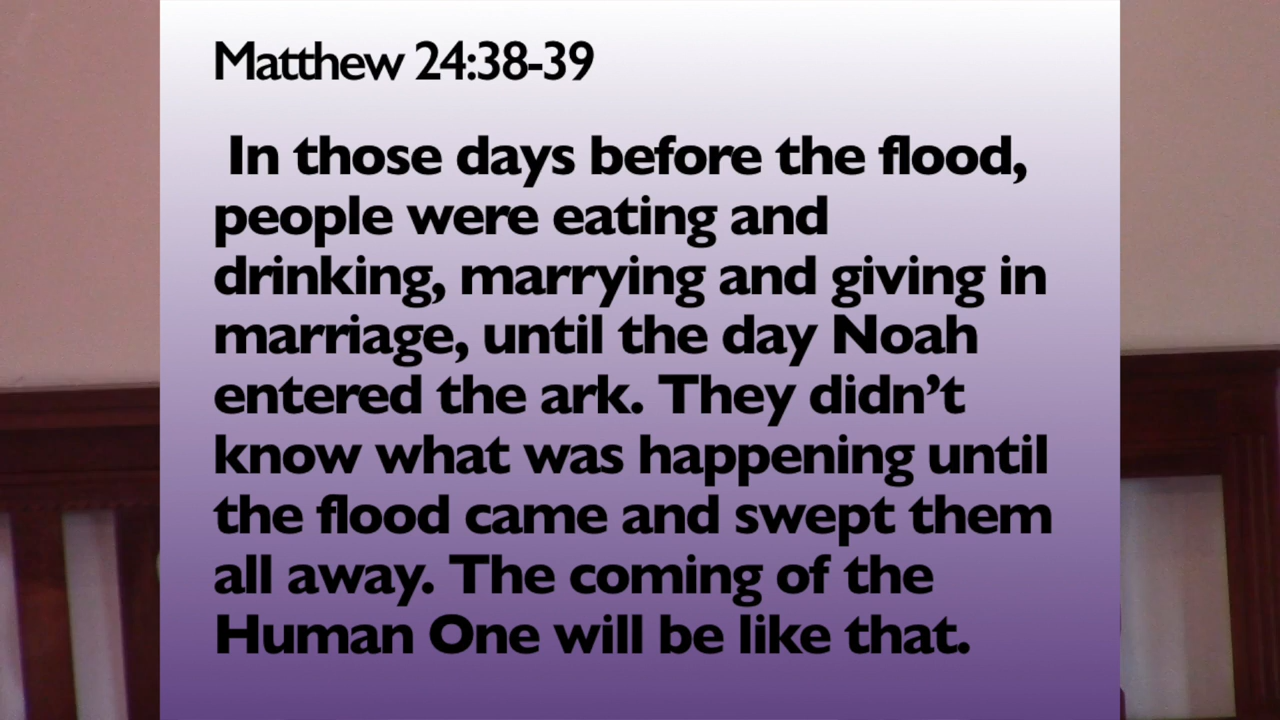 Matthew 24:38-39
In those days before the flood,
people were eating and
drinking, marrying and giving in
marriage, until the day Noah
entered the ark. They didn’t
know what was happening until
the flood came and swept them
all away. The coming of the
Human One will be like that.